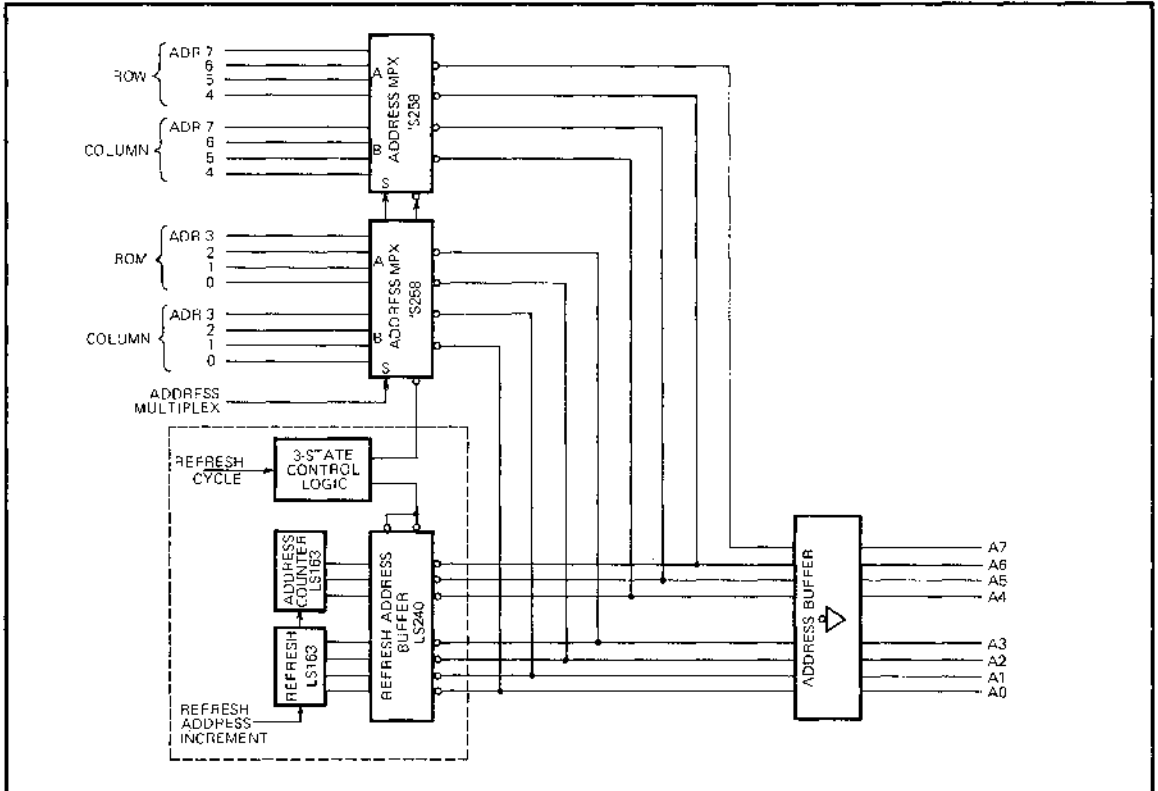 ROW
ADR 7
6
5
4
A
COLUMN
ADR 7
6
5
4
B
S
ADDRESS MPX
'S258
ROW
ADR 3
2
1
0
A
COLUMN
ADR 3
2
1
0
B
S
ADDRESS MPX
'S258
ADDRESS
MULTIPLEX
REFRESH
CYCLE
3-STATE
CONTROL
LOGIC
ADDRESS
COUNTER
LS163
REFRESH
LS163
REFRESH ADDRESS
BUFFER
LS240
REFRESH
ADDRESS
INCREMENT
ADDRESS BUFFER
A7
A6
A5
A4
A3
A2
A1
A0